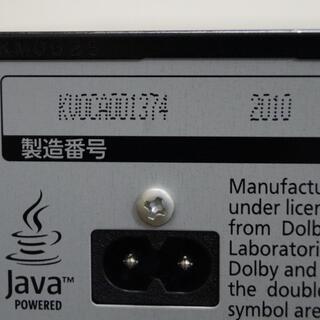 KVOCA001374 2010
製造番号
Java™
POWERED
Manufactu
under licen
from Dolb
Laboratori
Dolby and
the double
symbol are